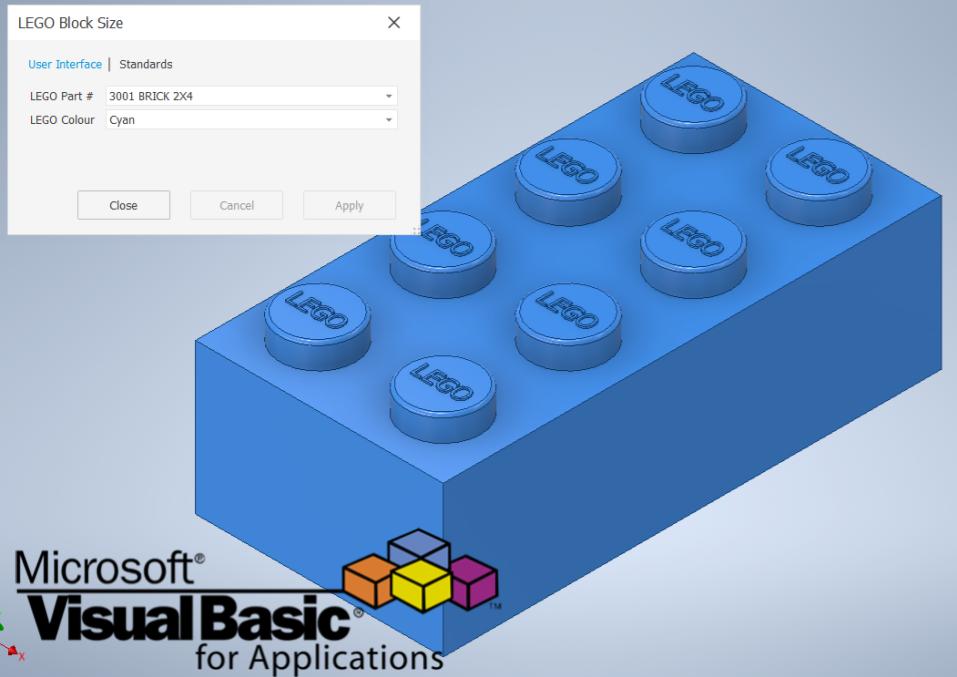 LEGO Block Size
User Interface | Standards
LEGO Part # 3001 BRICK 2X4
LEGO Colour Cyan
Close Cancel Apply
LEGO
LEGO
LEGO
LEGO
LEGO
LEGO
LEGO
LEGO
Microsoft®
Visual Basic®
for Applications
TM
X